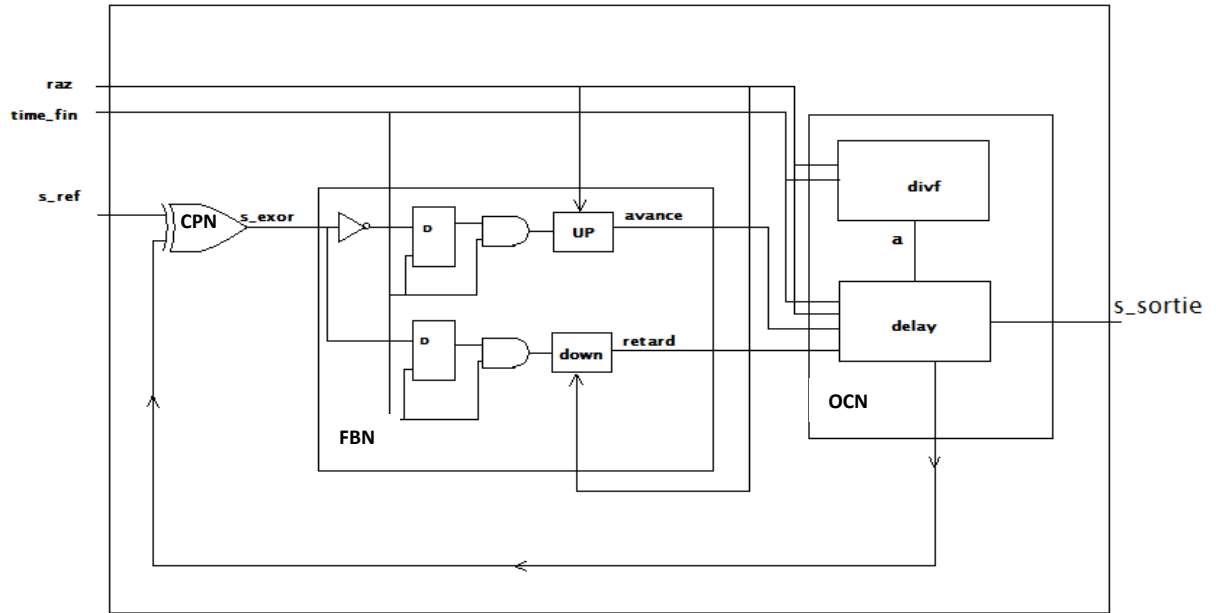 raz
time_fin
s_ref
CPN
s_exor
D
UP
avance
divf
a
s_sortie
delay
D
down
retard
OCN
FBN